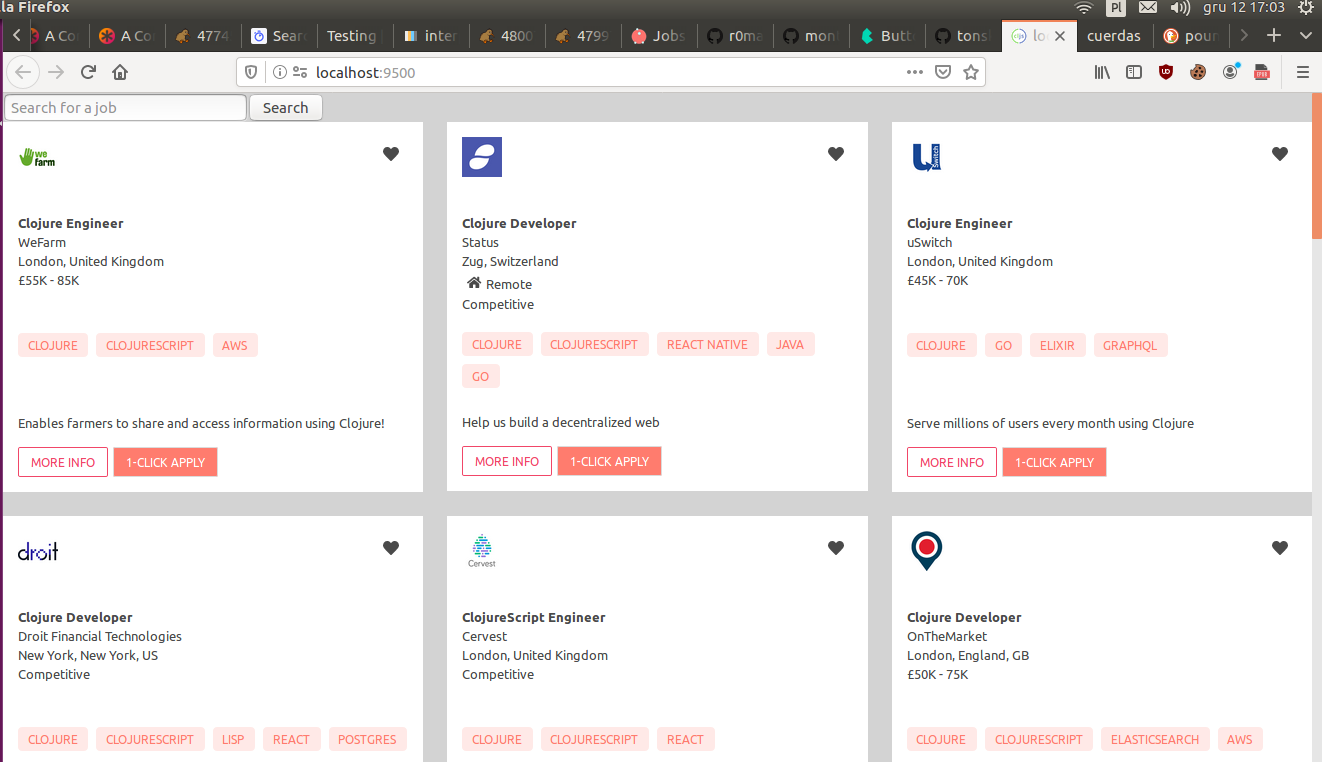 la Firefox
Pl
gru 12 17:03
A Co
A Co
4774
Sear
Testing
inter
4800
4799
Jobs
r0ma
mont
Butt
tons
lo
cuerdas
pour
localhost:9500
Search for a job
Search
we farm
Clojure Engineer
WeFarm
London, United Kingdom
£55K - 85K
CLOJURE CLOJURESCRIPT AWS
Enables farmers to share and access information using Clojure!
MORE INFO 1-CLICK APPLY
Clojure Developer
Status
Zug, Switzerland
Remote
Competitive
CLOJURE CLOJURESCRIPT REACT NATIVE JAVA
GO
Help us build a decentralized web
MORE INFO 1-CLICK APPLY
U Switch
Clojure Engineer
uSwitch
London, United Kingdom
£45K - 70K
CLOJURE GO ELIXIR GRAPHQL
Serve millions of users every month using Clojure
MORE INFO 1-CLICK APPLY
droit
Clojure Developer
Droit Financial Technologies
New York, New York, US
Competitive
CLOJURE CLOJURESCRIPT LISP REACT POSTGRES
Cervest
ClojureScript Engineer
Cervest
London, United Kingdom
Competitive
CLOJURE CLOJURESCRIPT REACT
Clojure Developer
OnTheMarket
London, England, GB
£50K - 75K
CLOJURE CLOJURESCRIPT ELASTICSEARCH AWS